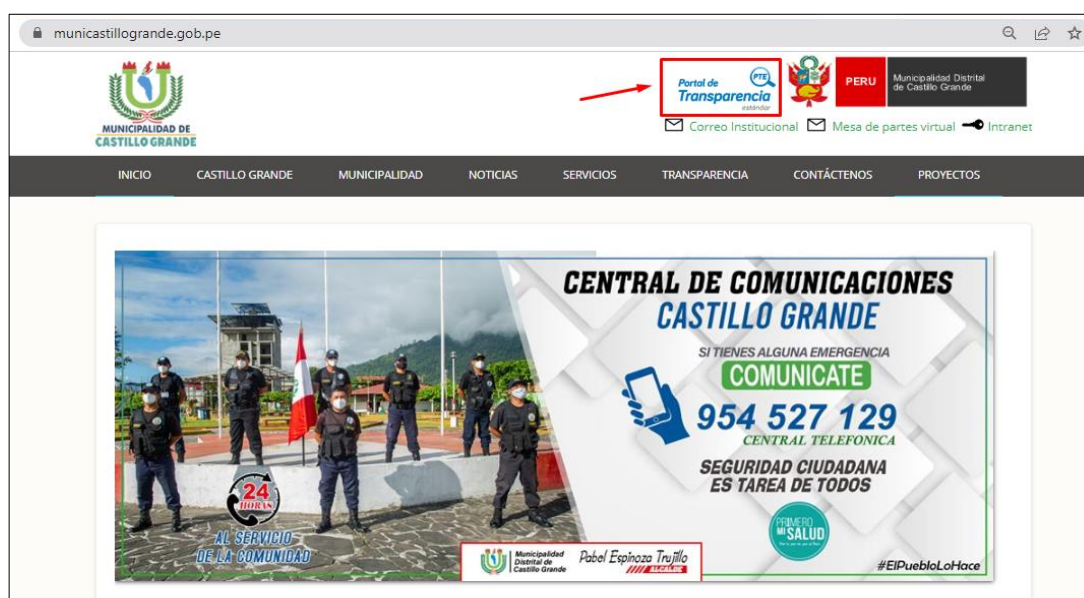 municastillogrande.gob.pe
MUNICIPALIDAD DE
CASTILLO GRANDE
Portal de
PTE
Transparencia
estándar
PERU
Municipalidad Distrital
de Castillo Grande
Correo Institucional Mesa de partes virtual Intranet
INICIO CASTILLO GRANDE MUNICIPALIDAD NOTICIAS SERVICIOS TRANSPARENCIA CONTÁCTENOS PROYECTOS
CENTRAL DE COMUNICACIONES
CASTILLO GRANDE
SI TIENES ALGUNA EMERGENCIA
COMUNICATE
954 527 129
CENTRAL TELEFONICA
SEGURIDAD CIUDADANA
ES TAREA DE TODOS
24
HORAS
AL SERVICIO
DE LA COMUNIDAD
PRIMERO
MI SALUD
Municipalidad
Distrital de
Castillo Grande
Pabel Espinoza Trujillo
ALCALDE
#ElPuebloLoHace